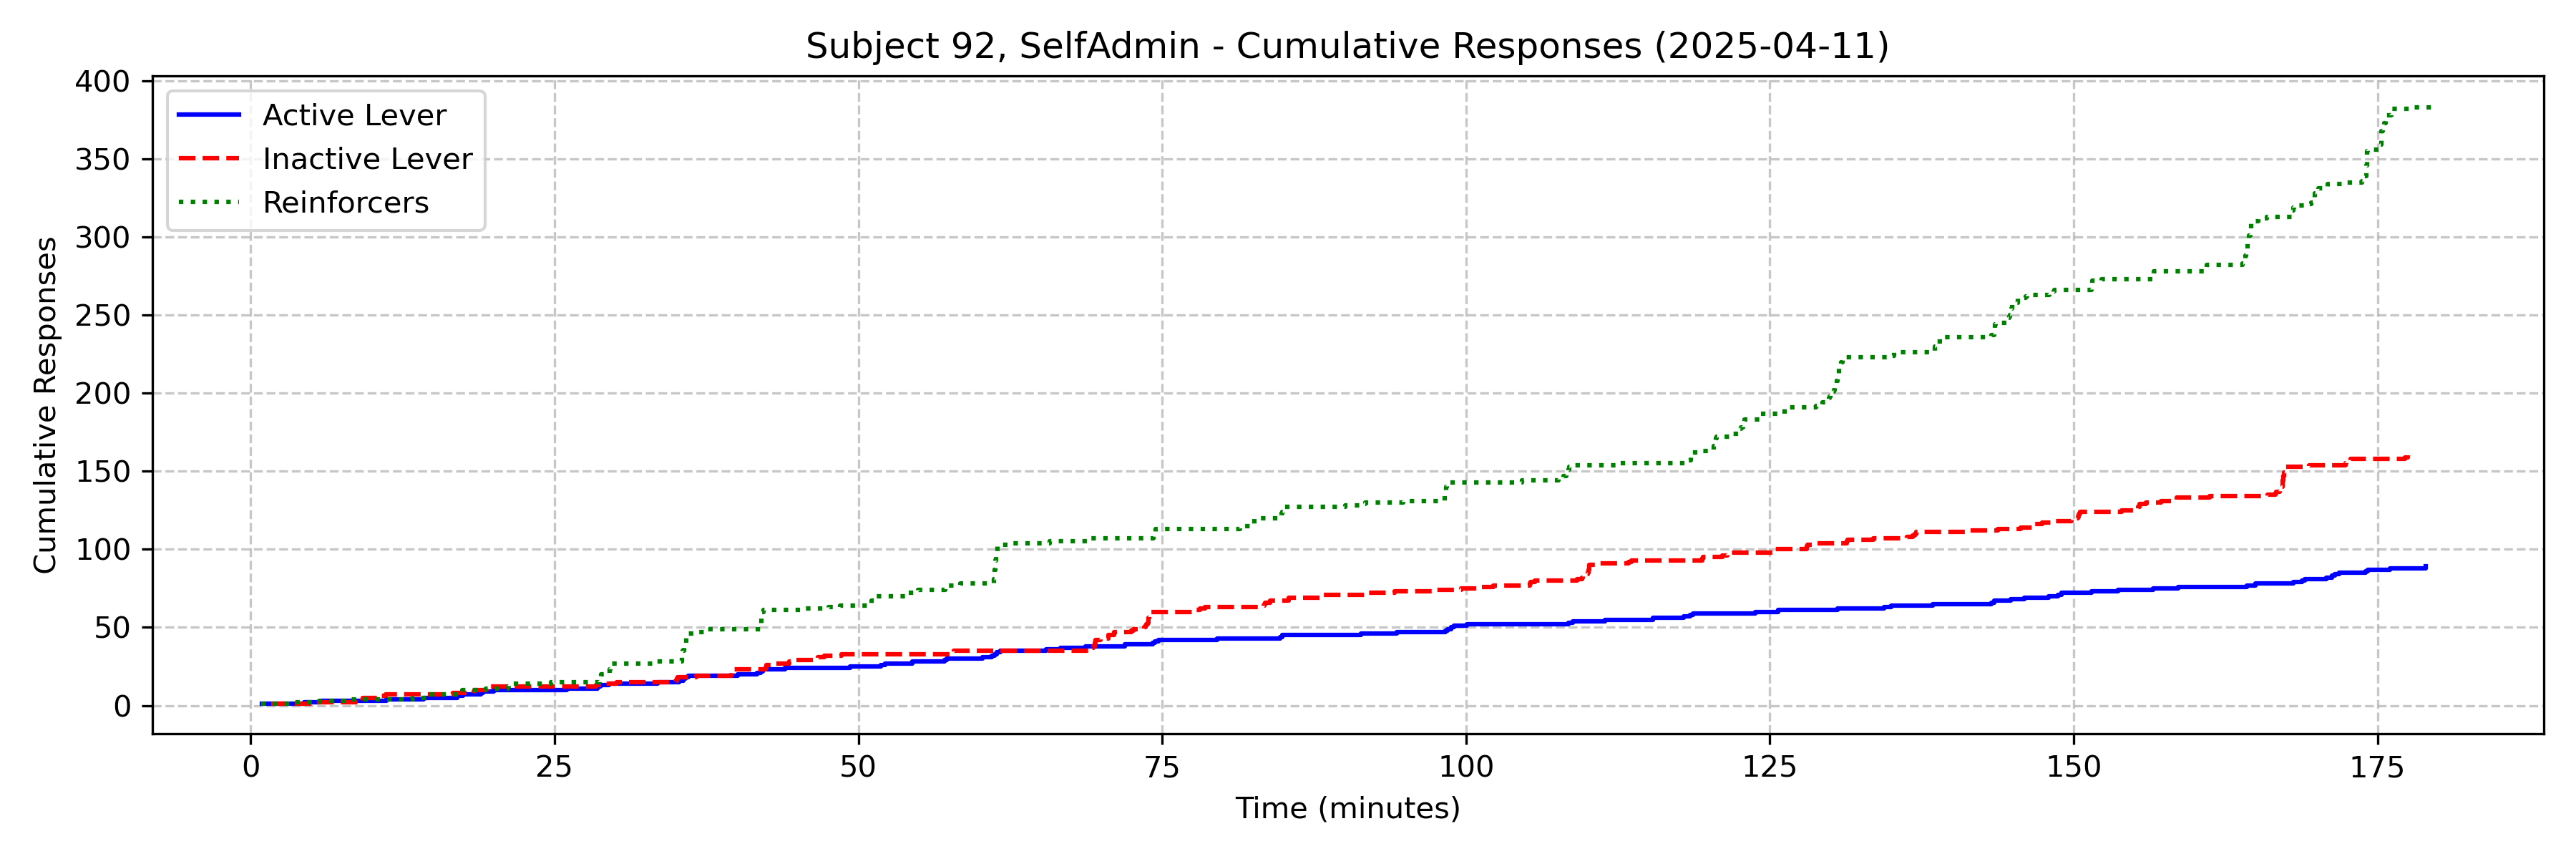 Subject 92, SelfAdmin - Cumulative Responses (2025-04-11)
Active Lever
Inactive Lever
Reinforcers
Cumulative Responses
400
350
300
250
200
150
100
50
0
0 25 50 75 100 125 150 175
Time (minutes)